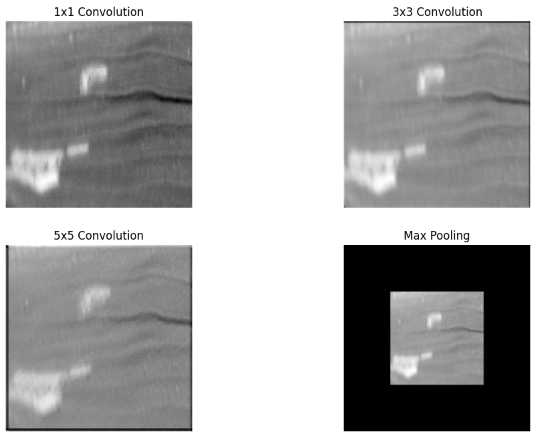 1x1 Convolution
3x3 Convolution
5x5 Convolution
Max Pooling